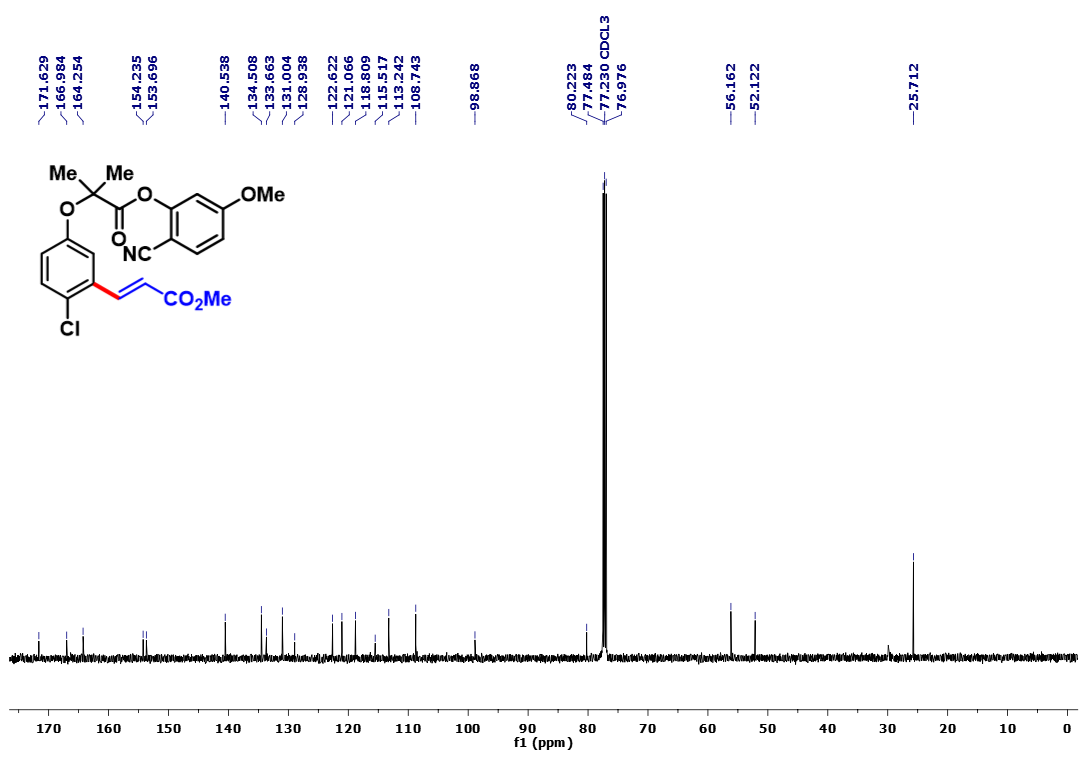 171.629
166.984
164.254
154.235
153.696
140.538
134.508
133.663
131.004
128.938
122.622
121.066
118.809
115.517
113.242
108.743
98.868
80.223
77.484
77.230 CDCL3
76.976
56.162
52.122
25.712
Me Me
O OMe
O
O
NC
CO2Me
Cl
170 160 150 140 130 120 110 100 90 80 70 60 50 40 30 20 10 0
f1 (ppm)